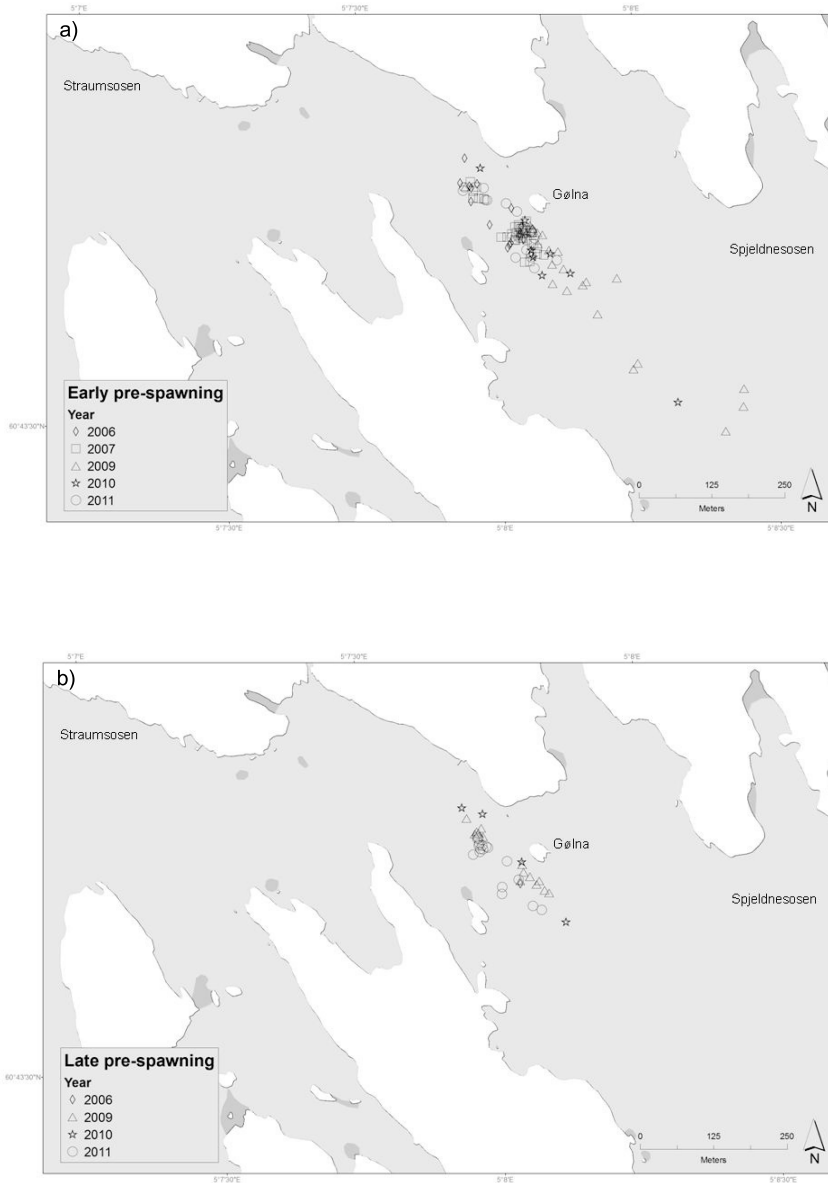 a)
5°7'E 5°7'30"E 5°8'E
Straumsosen
Gølna
Spjeldnesosen
Early pre-spawning
Year
2006
2007
2009
2010
2011
60°43'30"N
0 125 250
Meters
N
5°7'30"E 5°8'E 5°8'30"E
b)
5°7'E 5°7'30"E 5°8'E
Straumsosen
Gølna
Spjeldnesosen
Late pre-spawning
Year
2006
2009
2010
2011
60°43'30"N
0 125 250
Meters
N
5°7'30"E 5°8'E 5°8'30"E